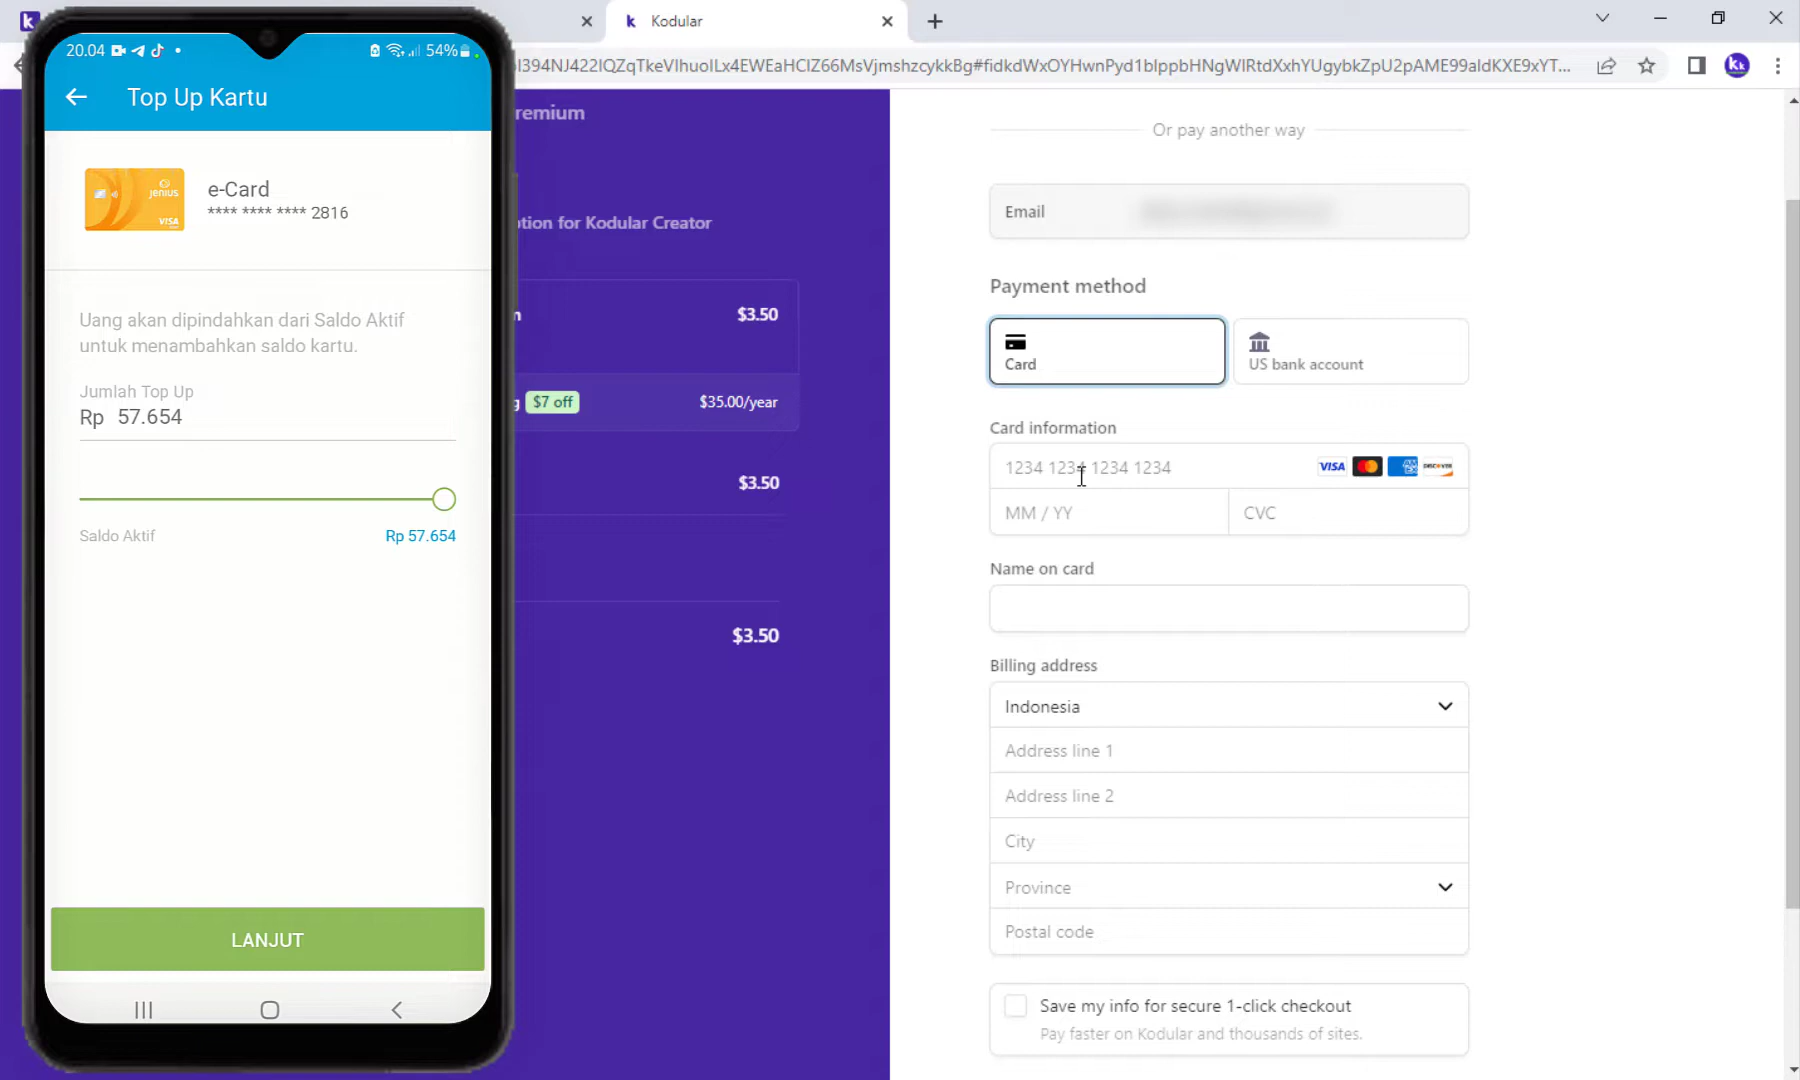 20.04
54%
Top Up Kartu
jenius
VISA
e-Card
**** **** **** 2816
Uang akan dipindahkan dari Saldo Aktif
untuk menambahkan saldo kartu.
Jumlah Top Up
Rp 57.654
Saldo Aktif
Rp 57.654
LANJUT
Kodular
remium
tion for Kodular Creator
$3.50
$7 off
$35.00/year
$3.50
$3.50
Or pay another way
Email
Payment method
Card
US bank account
Card information
1234 1234 1234 1234
VISA
DISCOVER
MM / YY
CVC
Name on card
Billing address
Indonesia
Address line 1
Address line 2
City
Province
Postal code
Save my info for secure 1-click checkout
Pay faster on Kodular and thousands of sites.